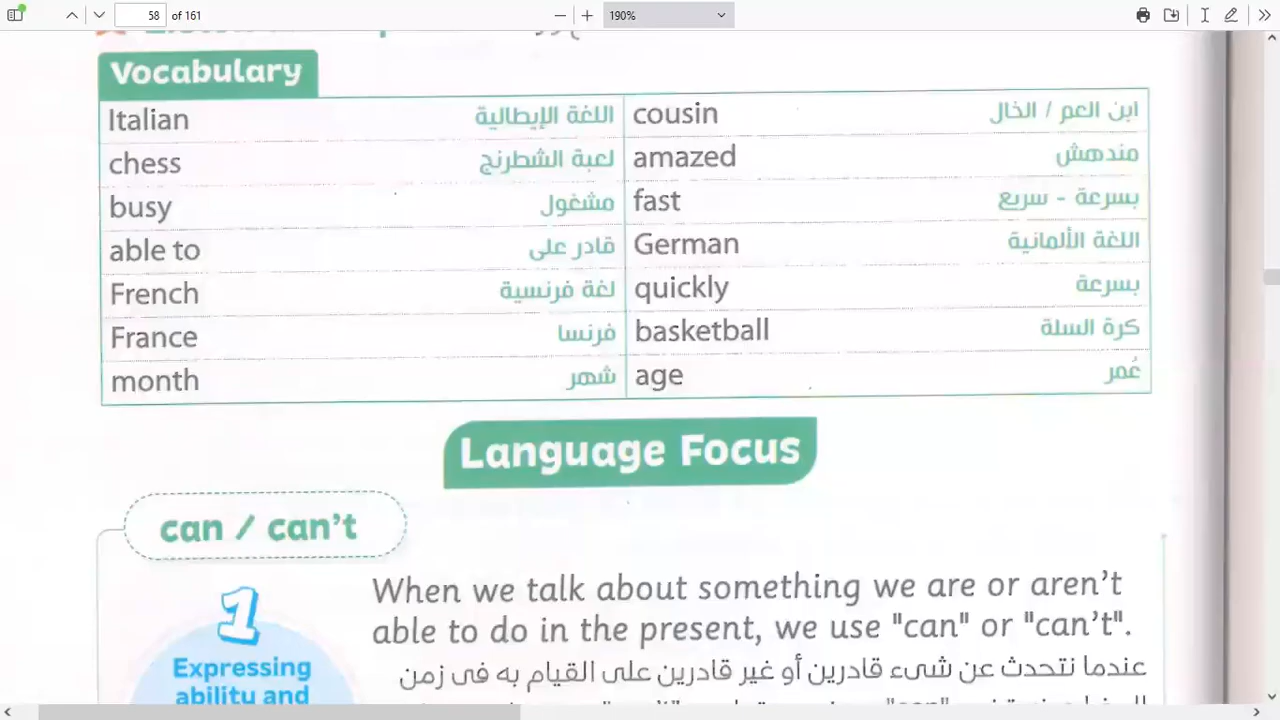 58 of 161
190%
Vocabulary
Italian اللغة الإيطالية cousin ابن العم / الخال
chess لعبة الشطرنج amazed مندهش
busy مشغول fast بسرعة - سريع
able to قادر على German اللغة الألمانية
French لغة فرنسية quickly بسرعة
France فرنسا basketball كرة السلة
month شهر age عُمر
Language Focus
can / can't
1
Expressing
ability and
When we talk about something we are or aren't
able to do in the present, we use "can" or "can't".
عندما نتحدث عن شىء قادرين أو غير قادرين على القيام به فى زمن